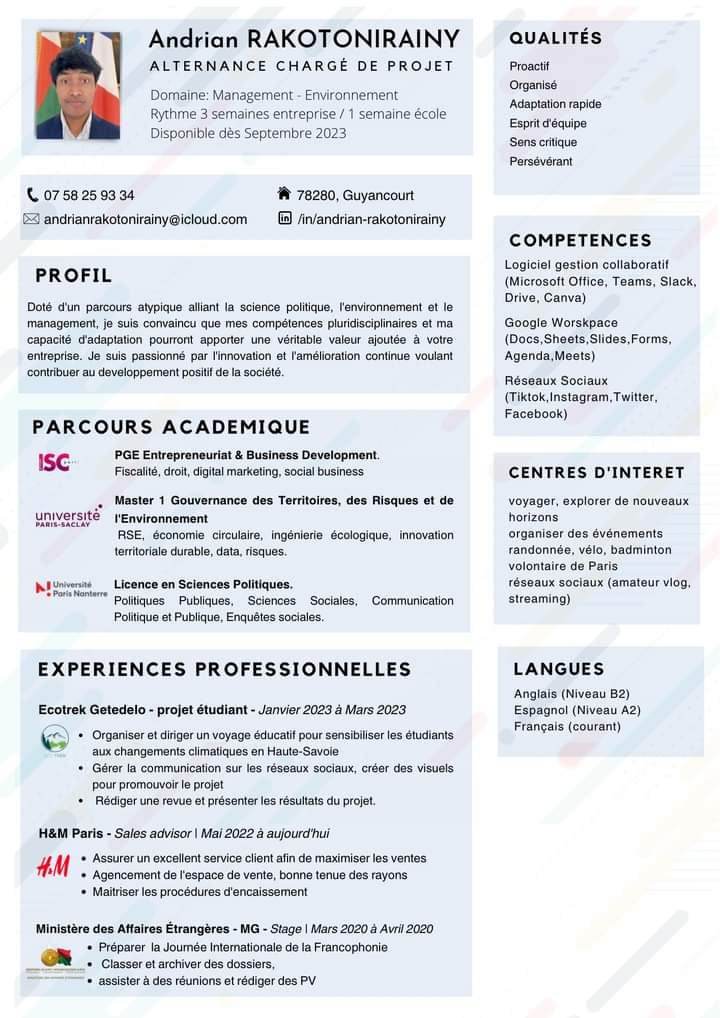 Andrian RAKOTONIRAINY
ALTERNANCE CHARGÉ DE PROJET
Domaine: Management - Environnement
Rythme 3 semaines entreprise / 1 semaine école
Disponible dès Septembre 2023
07 58 25 93 34
78280, Guyancourt
andrianrakotonirainy@icloud.com
/in/andrian-rakotonirainy
PROFIL
Doté d'un parcours atypique alliant la science politique, l'environnement et le
management, je suis convaincu que mes compétences pluridisciplinaires et ma
capacité d'adaptation pourront apporter une véritable valeur ajoutée à votre
entreprise. Je suis passionné par l'innovation et l'amélioration continue voulant
contribuer au developpement positif de la société.
PARCOURS ACADEMIQUE
ISC
PGE Entrepreneuriat & Business Development.
Fiscalité, droit, digital marketing, social business
université
PARIS-SACLAY
Master 1 Gouvernance des Territoires, des Risques et de
l'Environnement
RSE, économie circulaire, ingénierie écologique, innovation
territoriale durable, data, risques.
Université
Paris Nanterre
Licence en Sciences Politiques.
Politiques Publiques, Sciences Sociales, Communication
Politique et Publique, Enquêtes sociales.
EXPERIENCES PROFESSIONNELLES
Ecotrek Getedelo - projet étudiant - Janvier 2023 à Mars 2023
• Organiser et diriger un voyage éducatif pour sensibiliser les étudiants
aux changements climatiques en Haute-Savoie
• Gérer la communication sur les réseaux sociaux, créer des visuels
pour promouvoir le projet
• Rédiger une revue et présenter les résultats du projet.
H&M Paris - Sales advisor | Mai 2022 à aujourd'hui
H&M
• Assurer un excellent service client afin de maximiser les ventes
• Agencement de l'espace de vente, bonne tenue des rayons
• Maitriser les procédures d'encaissement
Ministère des Affaires Étrangères - MG - Stage | Mars 2020 à Avril 2020
• Préparer la Journée Internationale de la Francophonie
• Classer et archiver des dossiers,
• assister à des réunions et rédiger des PV
QUALITÉS
Proactif
Organisé
Adaptation rapide
Esprit d'équipe
Sens critique
Persévérant
COMPETENCES
Logiciel gestion collaboratif
(Microsoft Office, Teams, Slack,
Drive, Canva)
Google Worskpace
(Docs,Sheets,Slides,Forms,
Agenda,Meets)
Réseaux Sociaux
(Tiktok,Instagram,Twitter,
Facebook)
CENTRES D'INTERET
voyager, explorer de nouveaux
horizons
organiser des événements
randonnée, vélo, badminton
volontaire de Paris
réseaux sociaux (amateur vlog,
streaming)
LANGUES
Anglais (Niveau B2)
Espagnol (Niveau A2)
Français (courant)